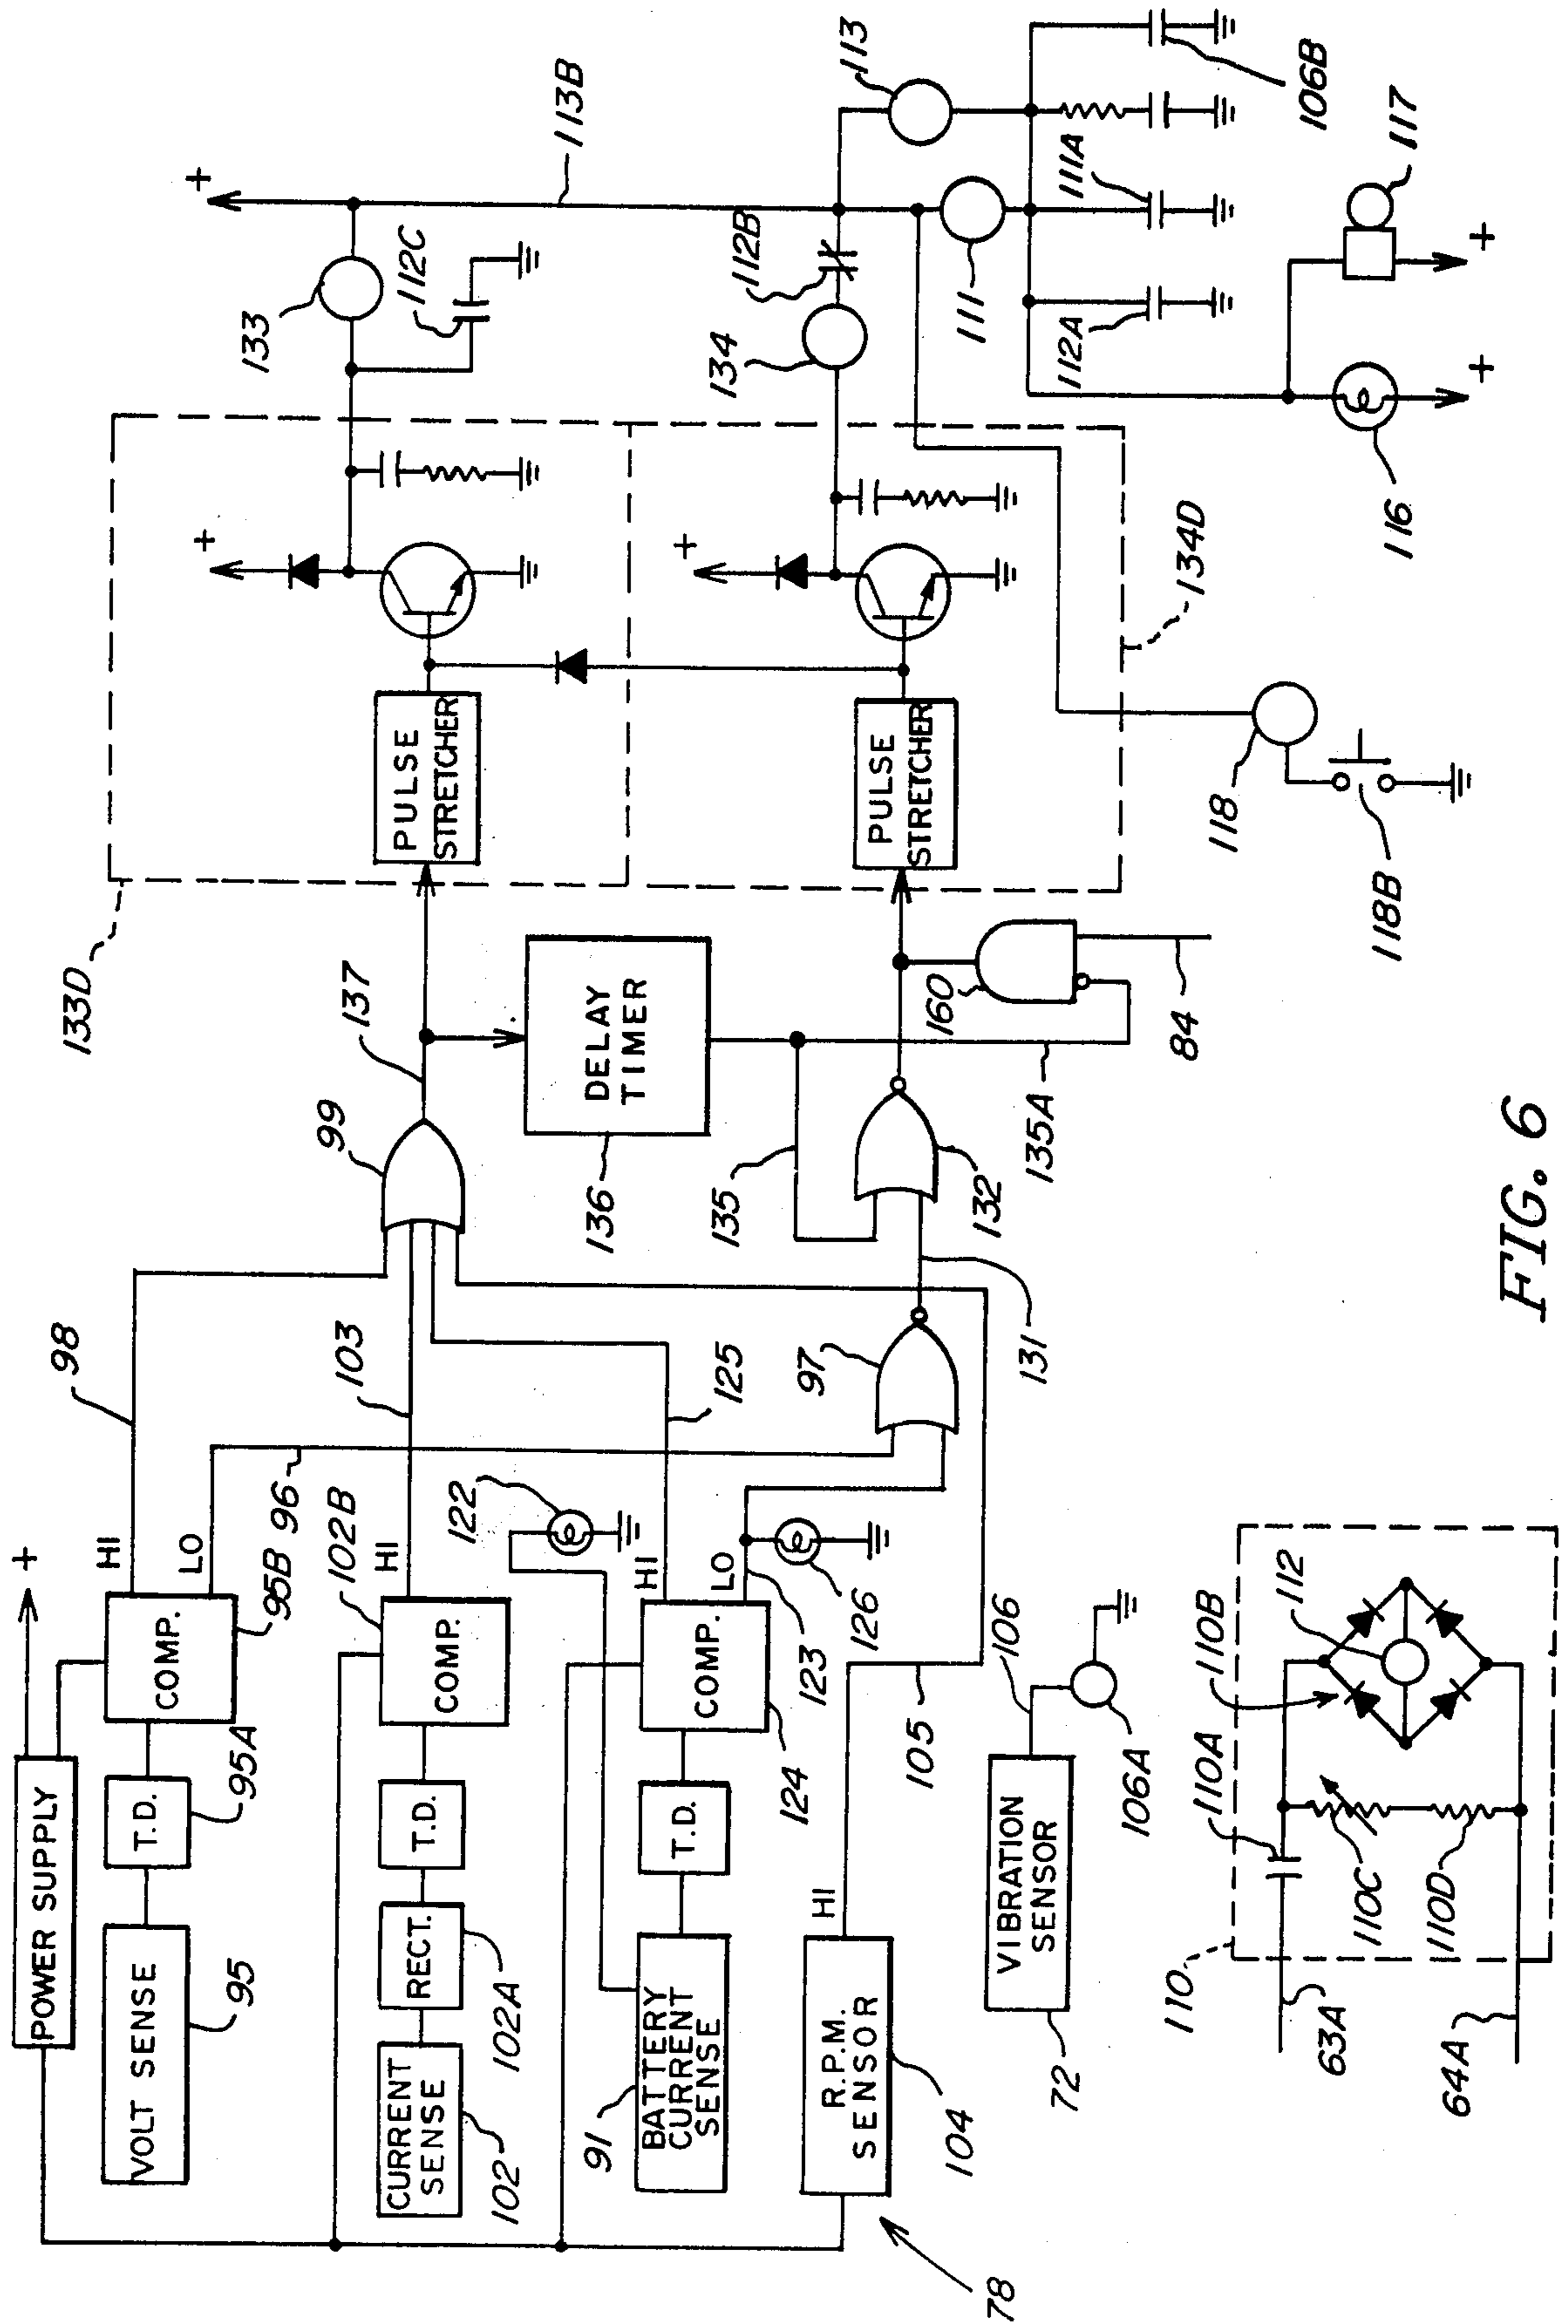 +
POWER SUPPLY
VOLT SENSE
95
T.D.
95A
COMP.
95B
HI
98
LO
96
CURRENT
SENSE
102
RECT.
102A
T.D.
COMP.
102B
HI
103
122
BATTERY
CURRENT
SENSE
91
T.D.
COMP.
124
HI
125
LO
123
126
R.P.M.
SENSOR
104
HI
105
78
VIBRATION
SENSOR
72
106
106A
97
131
99
137
DELAY
TIMER
136
135
132
135A
160
84
133D
PULSE
STRETCHER
+
PULSE
STRETCHER
+
134D
133
112C
+
113B
134
112B
111
113
112A
111A
106B
116
+
117
+
118
118B
110
63A
64A
110A
110B
110C
110D
112
FIG. 6